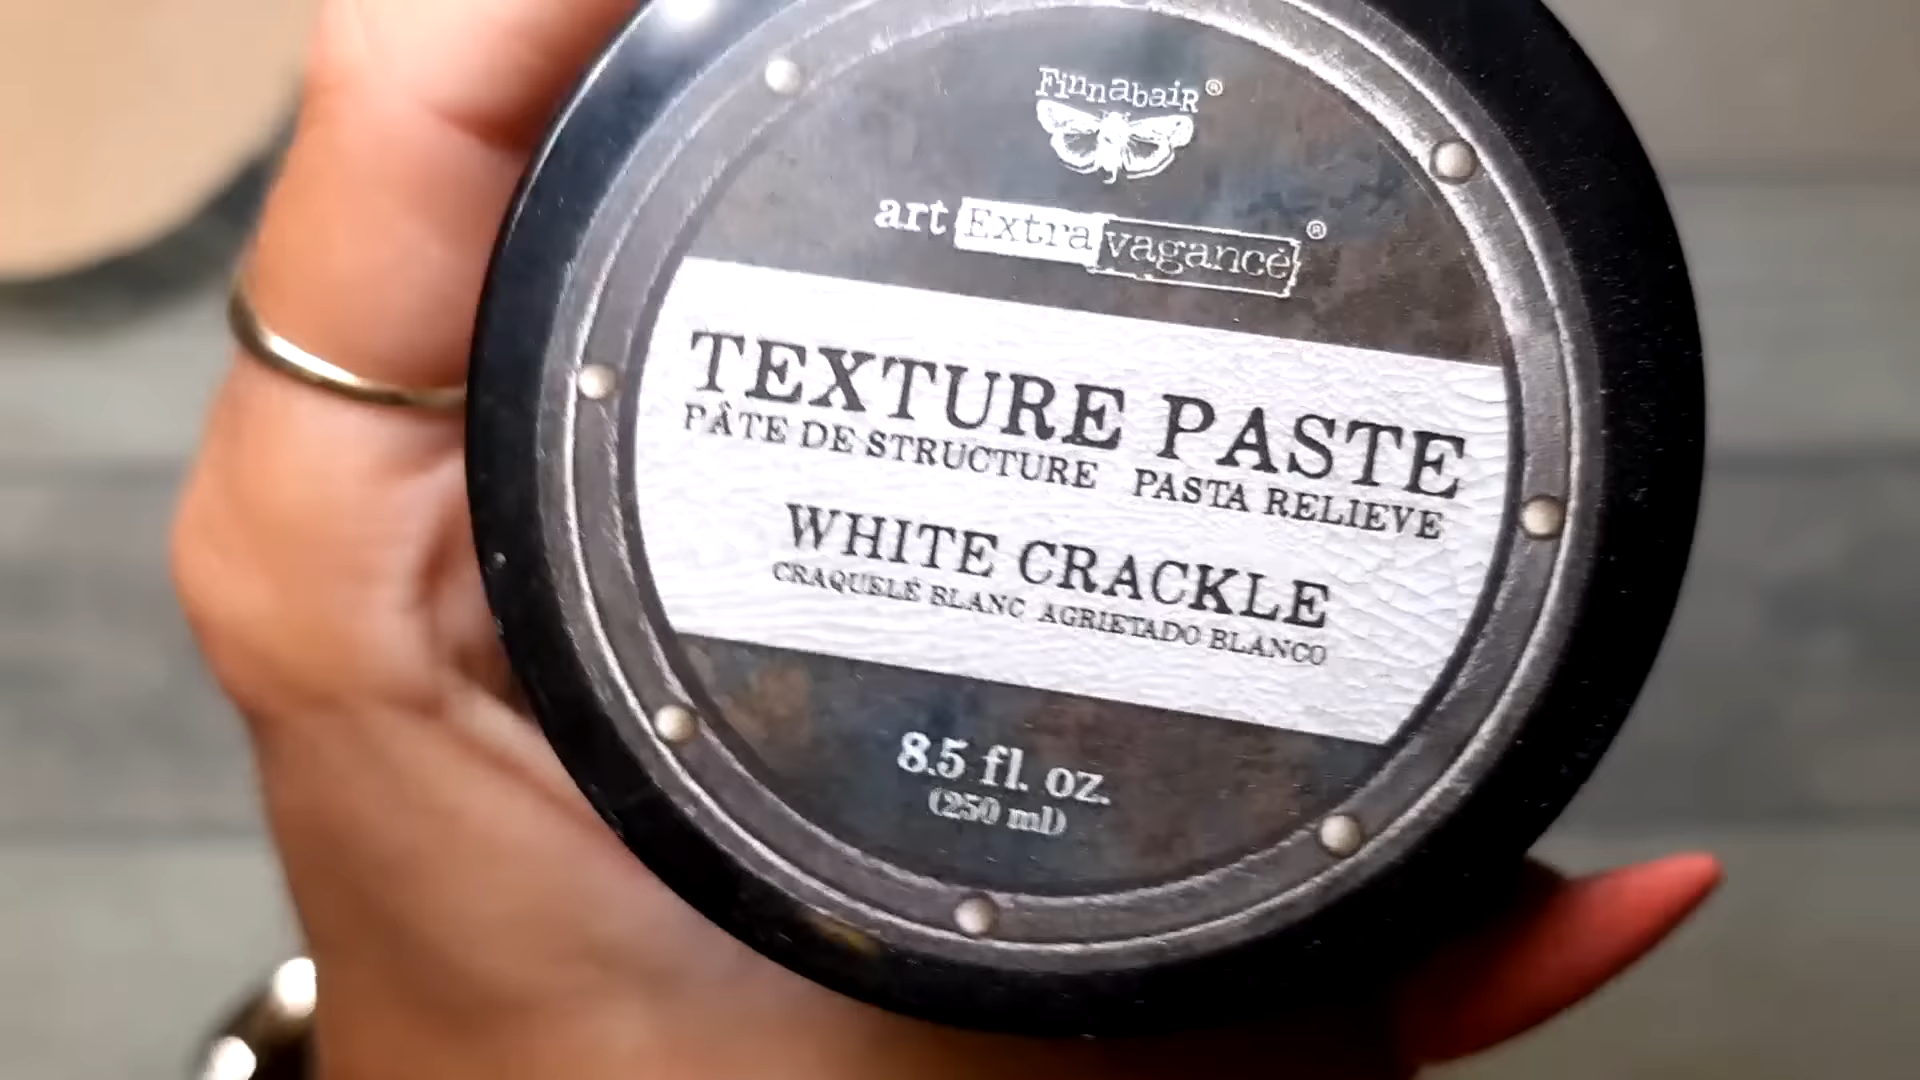 Finnabair®
art Extravagance®
TEXTURE PASTE
PÂTE DE STRUCTURE PASTA RELIEVE
WHITE CRACKLE
CRAQUELÉ BLANC AGRIETADO BLANCO
8.5 fl. oz.
(250 ml)